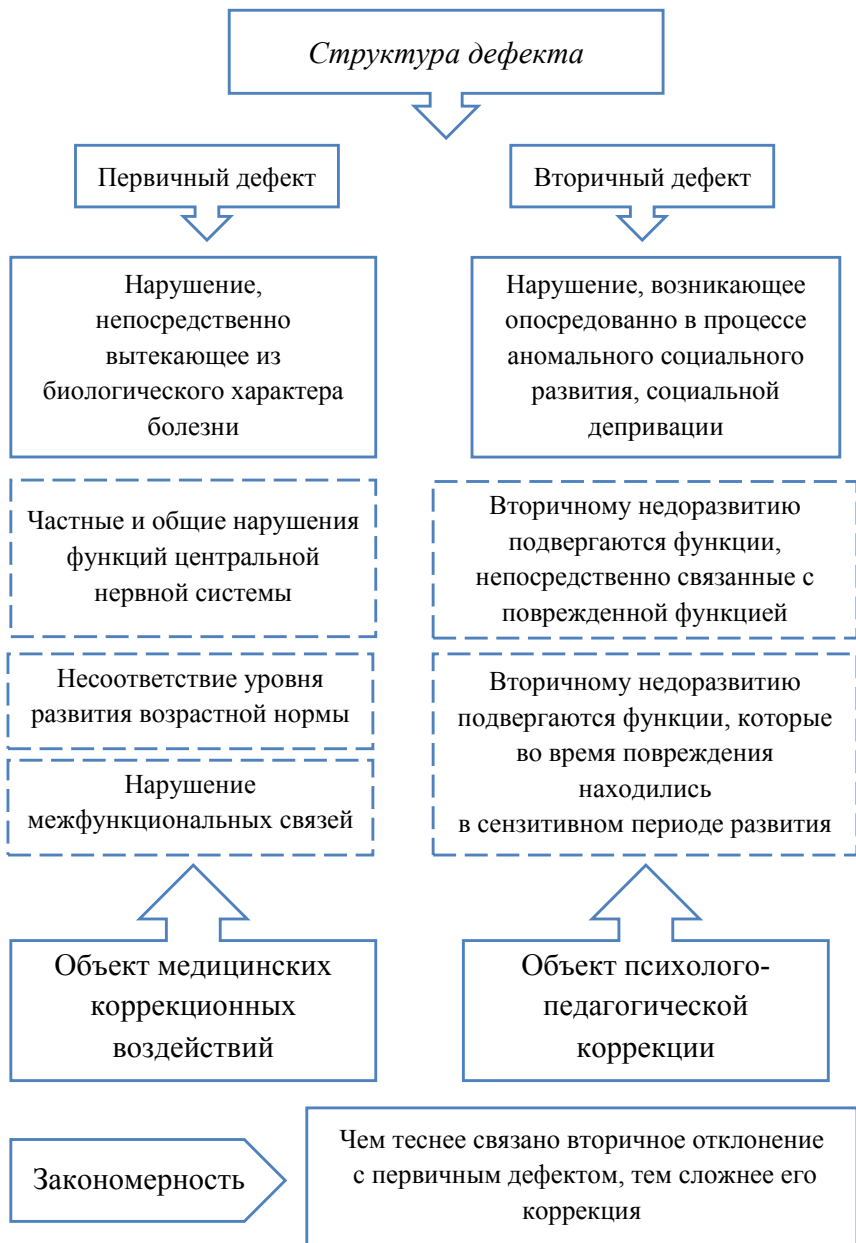 Структура дефекта
Первичный дефект
Вторичный дефект
Нарушение,
непосредственно
вытекающее из
биологического характера
болезни
Нарушение, возникающее
опосредованно в процессе
аномального социального
развития, социальной
депривации
Частные и общие нарушения
функций центральной
нервной системы
Вторичному недоразвитию
подвергаются функции,
непосредственно связанные с
поврежденной функцией
Несоответствие уровня
развития возрастной нормы
Нарушение
межфункциональных связей
Вторичному недоразвитию
подвергаются функции, которые
во время повреждения
находились
в сензитивном периоде развития
Объект медицинских
коррекционных
воздействий
Объект психолого-
педагогической
коррекции
Закономерность
Чем теснее связано вторичное отклонение
с первичным дефектом, тем сложнее его
коррекция